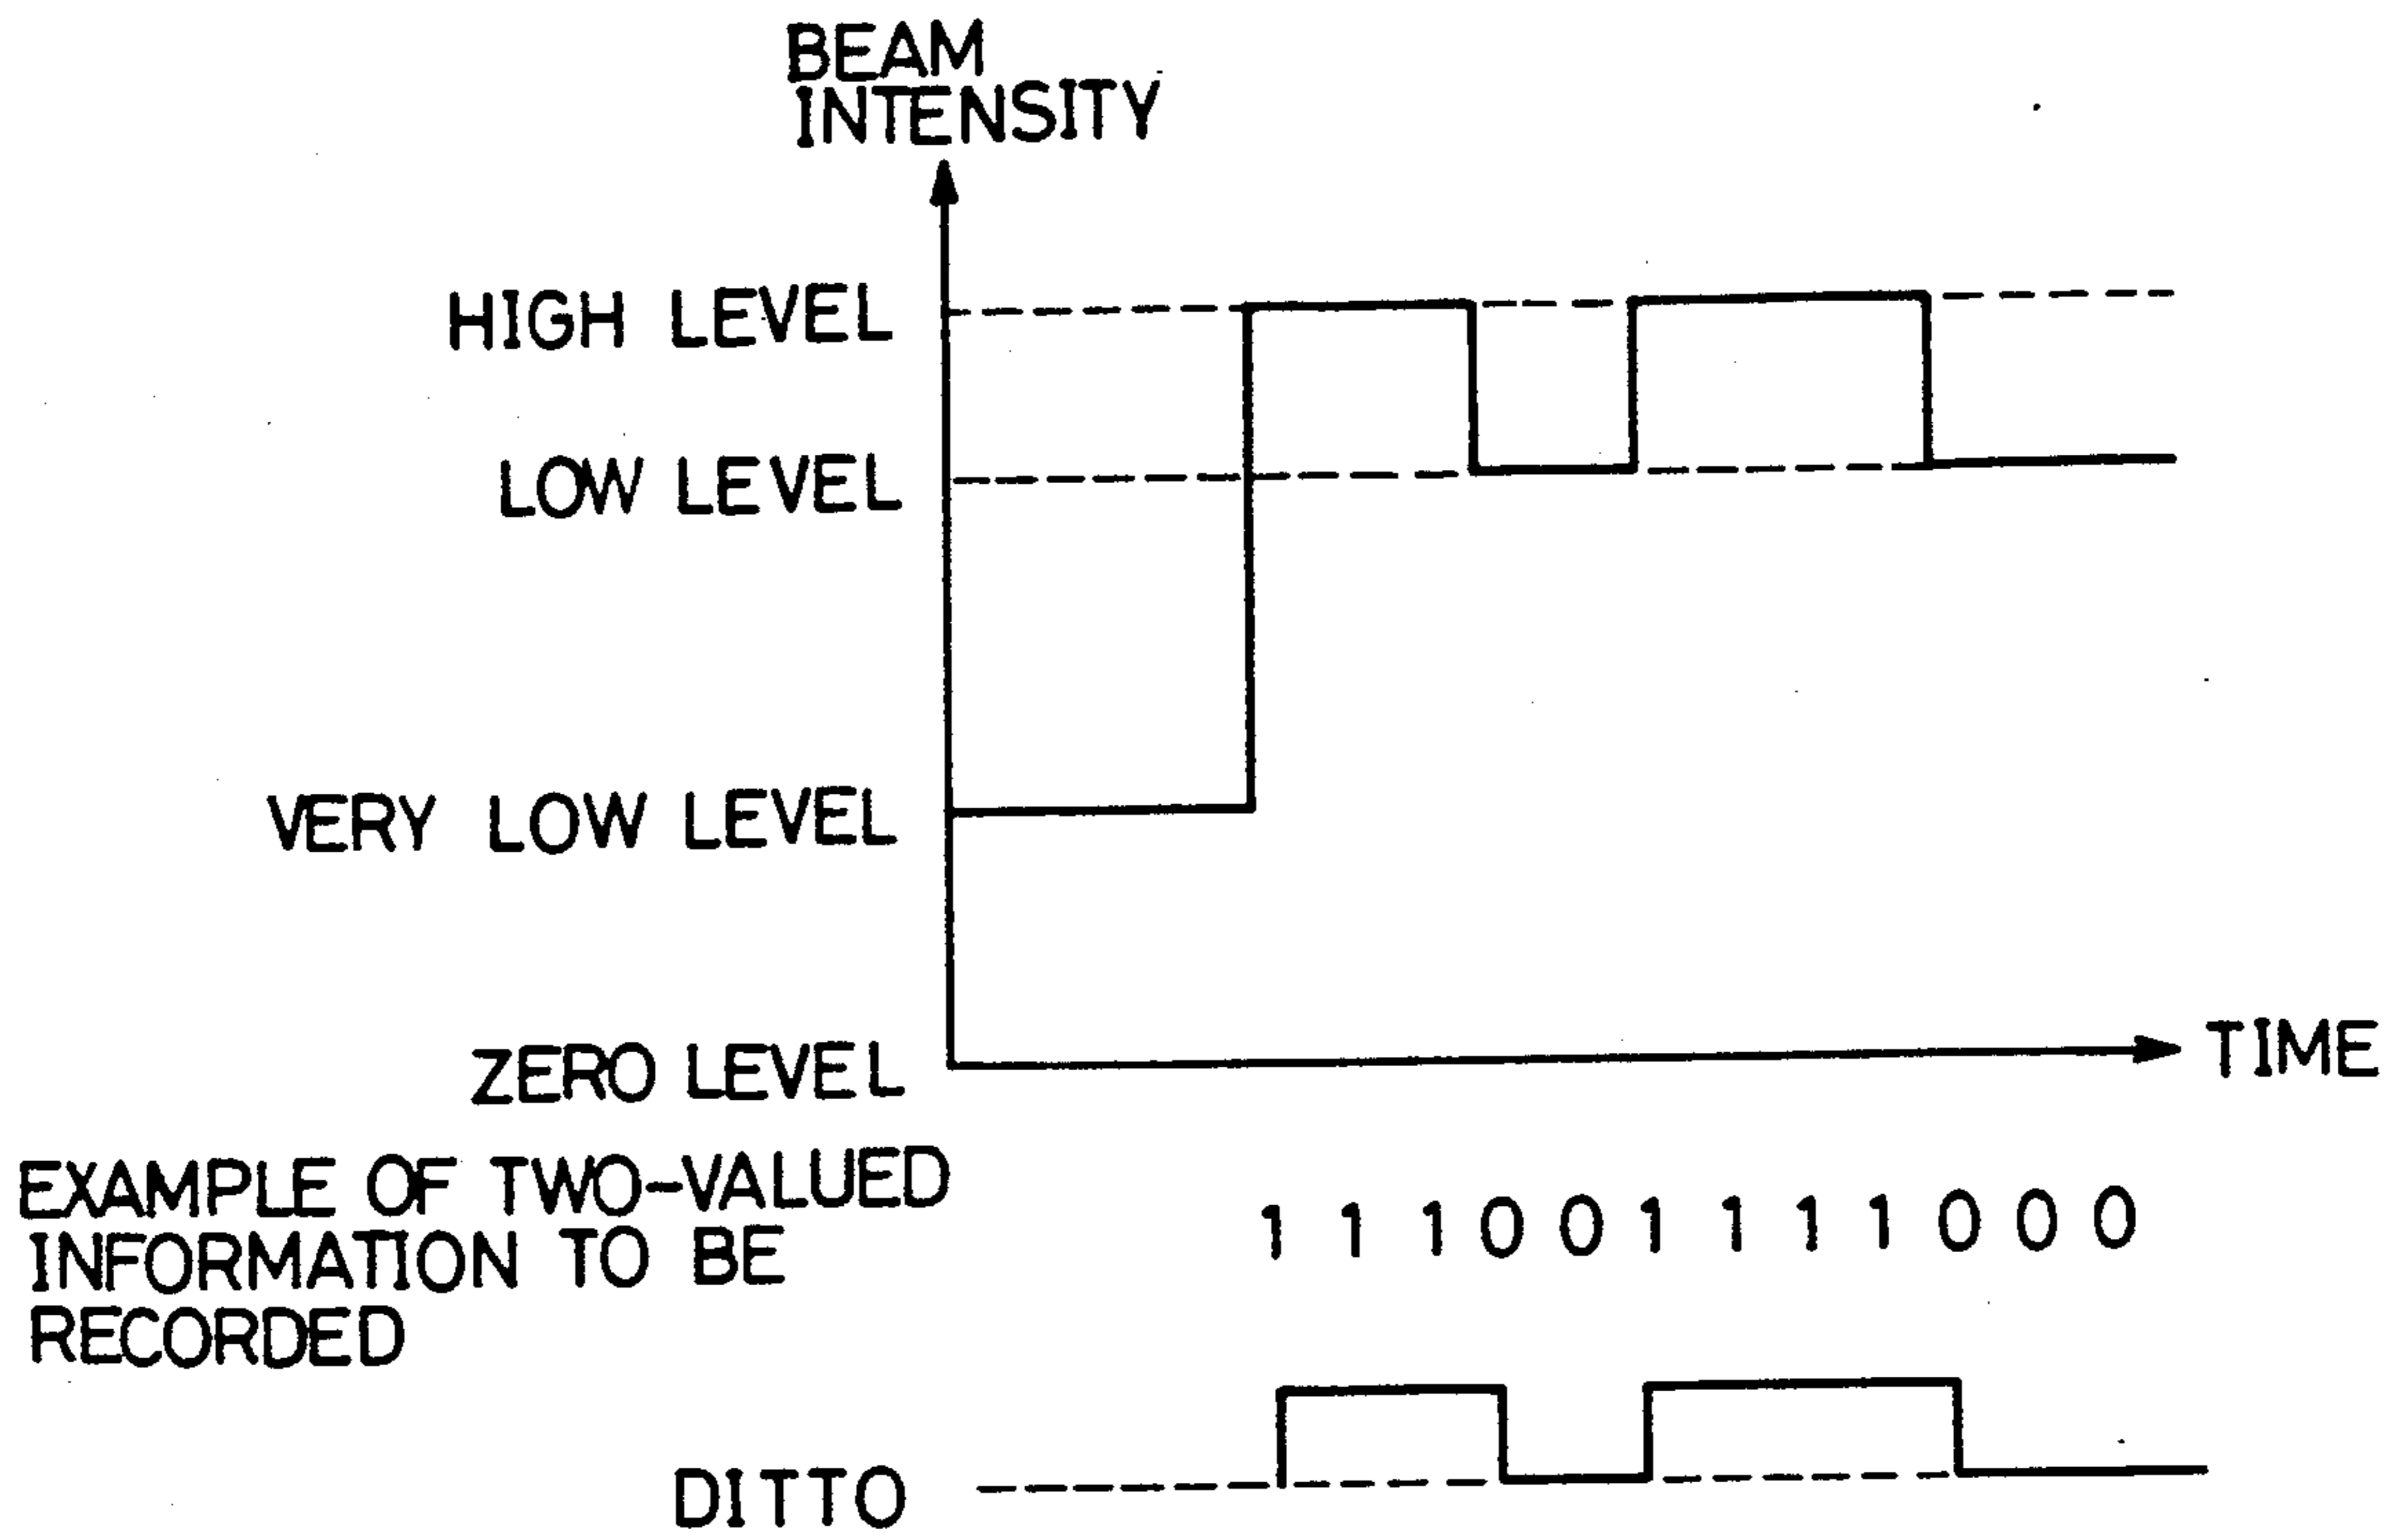 BEAM
INTENSITY
HIGH LEVEL
LOW LEVEL
VERY LOW LEVEL
ZERO LEVEL
TIME
EXAMPLE OF TWO-VALUED
INFORMATION TO BE
RECORDED
1 1 1 0 0 1 1 1 1 0 0 0
DITTO